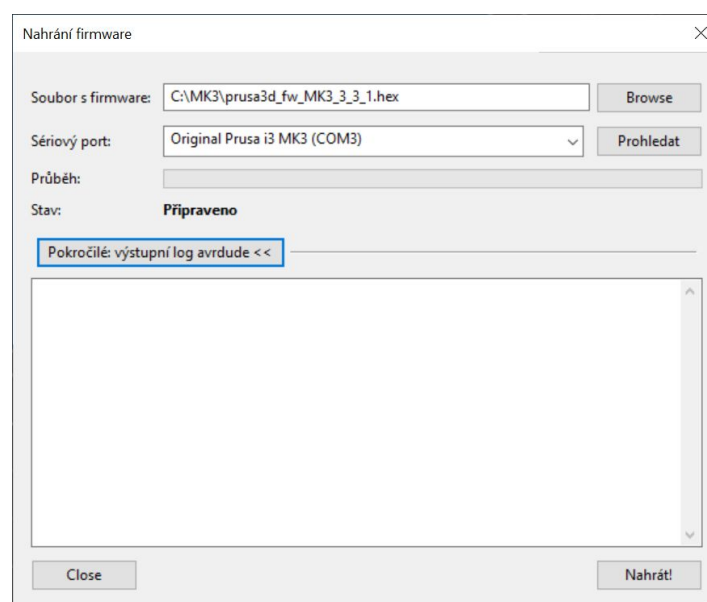 Nahrání firmware
Soubor s firmware: C:\MK3\prusa3d_fw_MK3_3_3_1.hex Browse
Sériový port: Original Prusa i3 MK3 (COM3) Prohledat
Průběh:
Stav: Připraveno
Pokročilé: výstupní log avrdude <<
Close Nahrát!